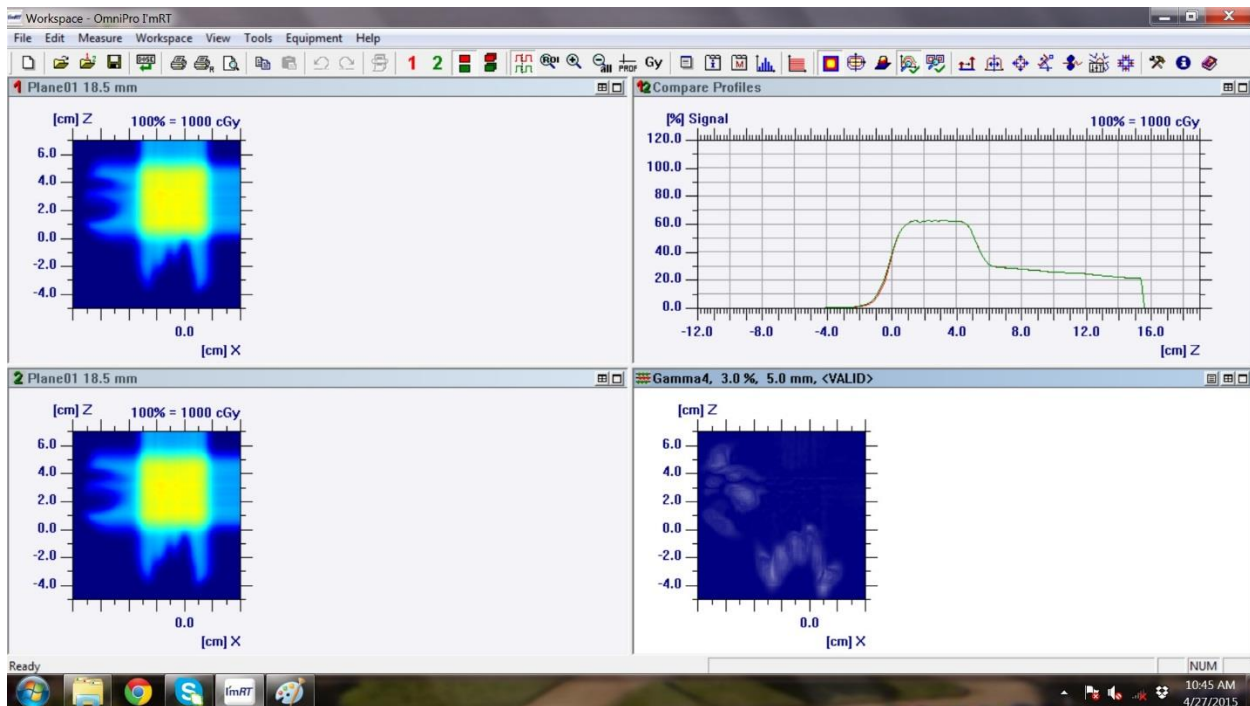 Workspace - OmniPro I'mRT
File Edit Measure Workspace View Tools Equipment Help
1 2 ROI all PROF Gy
1 Plane01 18.5 mm
[cm] Z 100% = 1000 cGy
6.0
4.0
2.0
0.0
-2.0
-4.0
0.0
[cm] X
12 Compare Profiles
[%] Signal 100% = 1000 cGy
120.0
100.0
80.0
60.0
40.0
20.0
0.0
-12.0 -8.0 -4.0 0.0 4.0 8.0 12.0 16.0
[cm] Z
2 Plane01 18.5 mm
[cm] Z 100% = 1000 cGy
6.0
4.0
2.0
0.0
-2.0
-4.0
0.0
[cm] X
Gamma4, 3.0 %, 5.0 mm, <VALID>
[cm] Z
6.0
4.0
2.0
0.0
-2.0
-4.0
0.0
[cm] X
Ready NUM
I'mRT 10:45 AM
4/27/2015